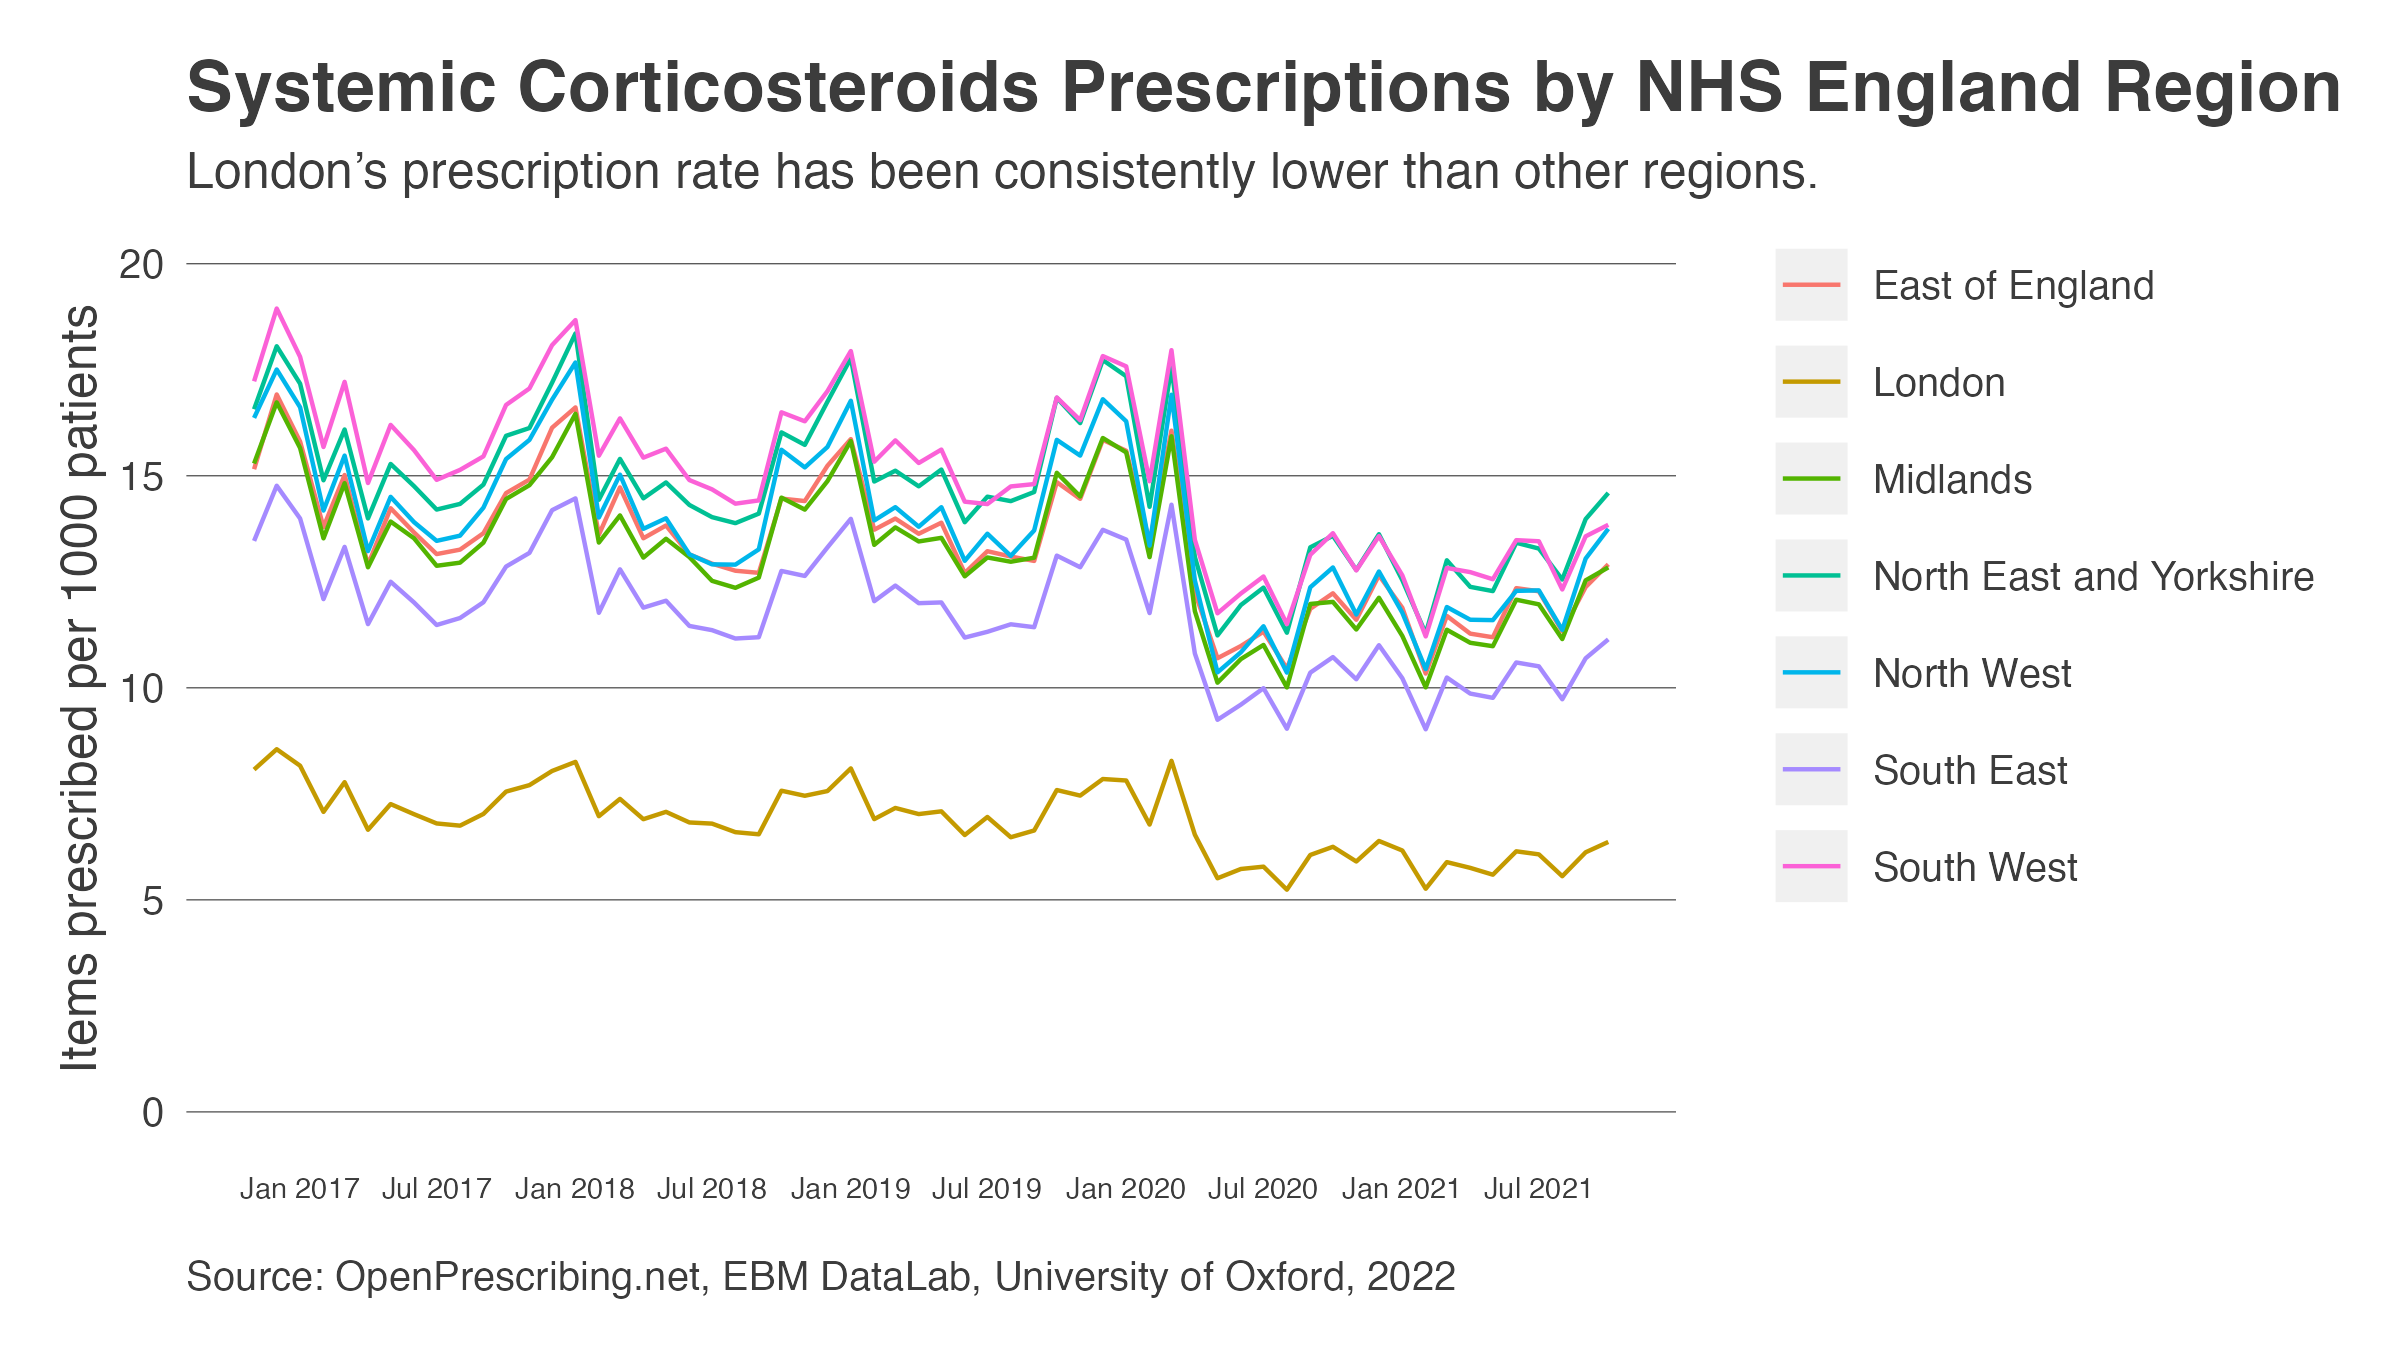 Systemic Corticosteroids Prescriptions by NHS England Region
London’s prescription rate has been consistently lower than other regions.
Items prescribed per 1000 patients
20
15
10
5
0
Jan 2017 Jul 2017 Jan 2018 Jul 2018 Jan 2019 Jul 2019 Jan 2020 Jul 2020 Jan 2021 Jul 2021
East of England
London
Midlands
North East and Yorkshire
North West
South East
South West
Source: OpenPrescribing.net, EBM DataLab, University of Oxford, 2022